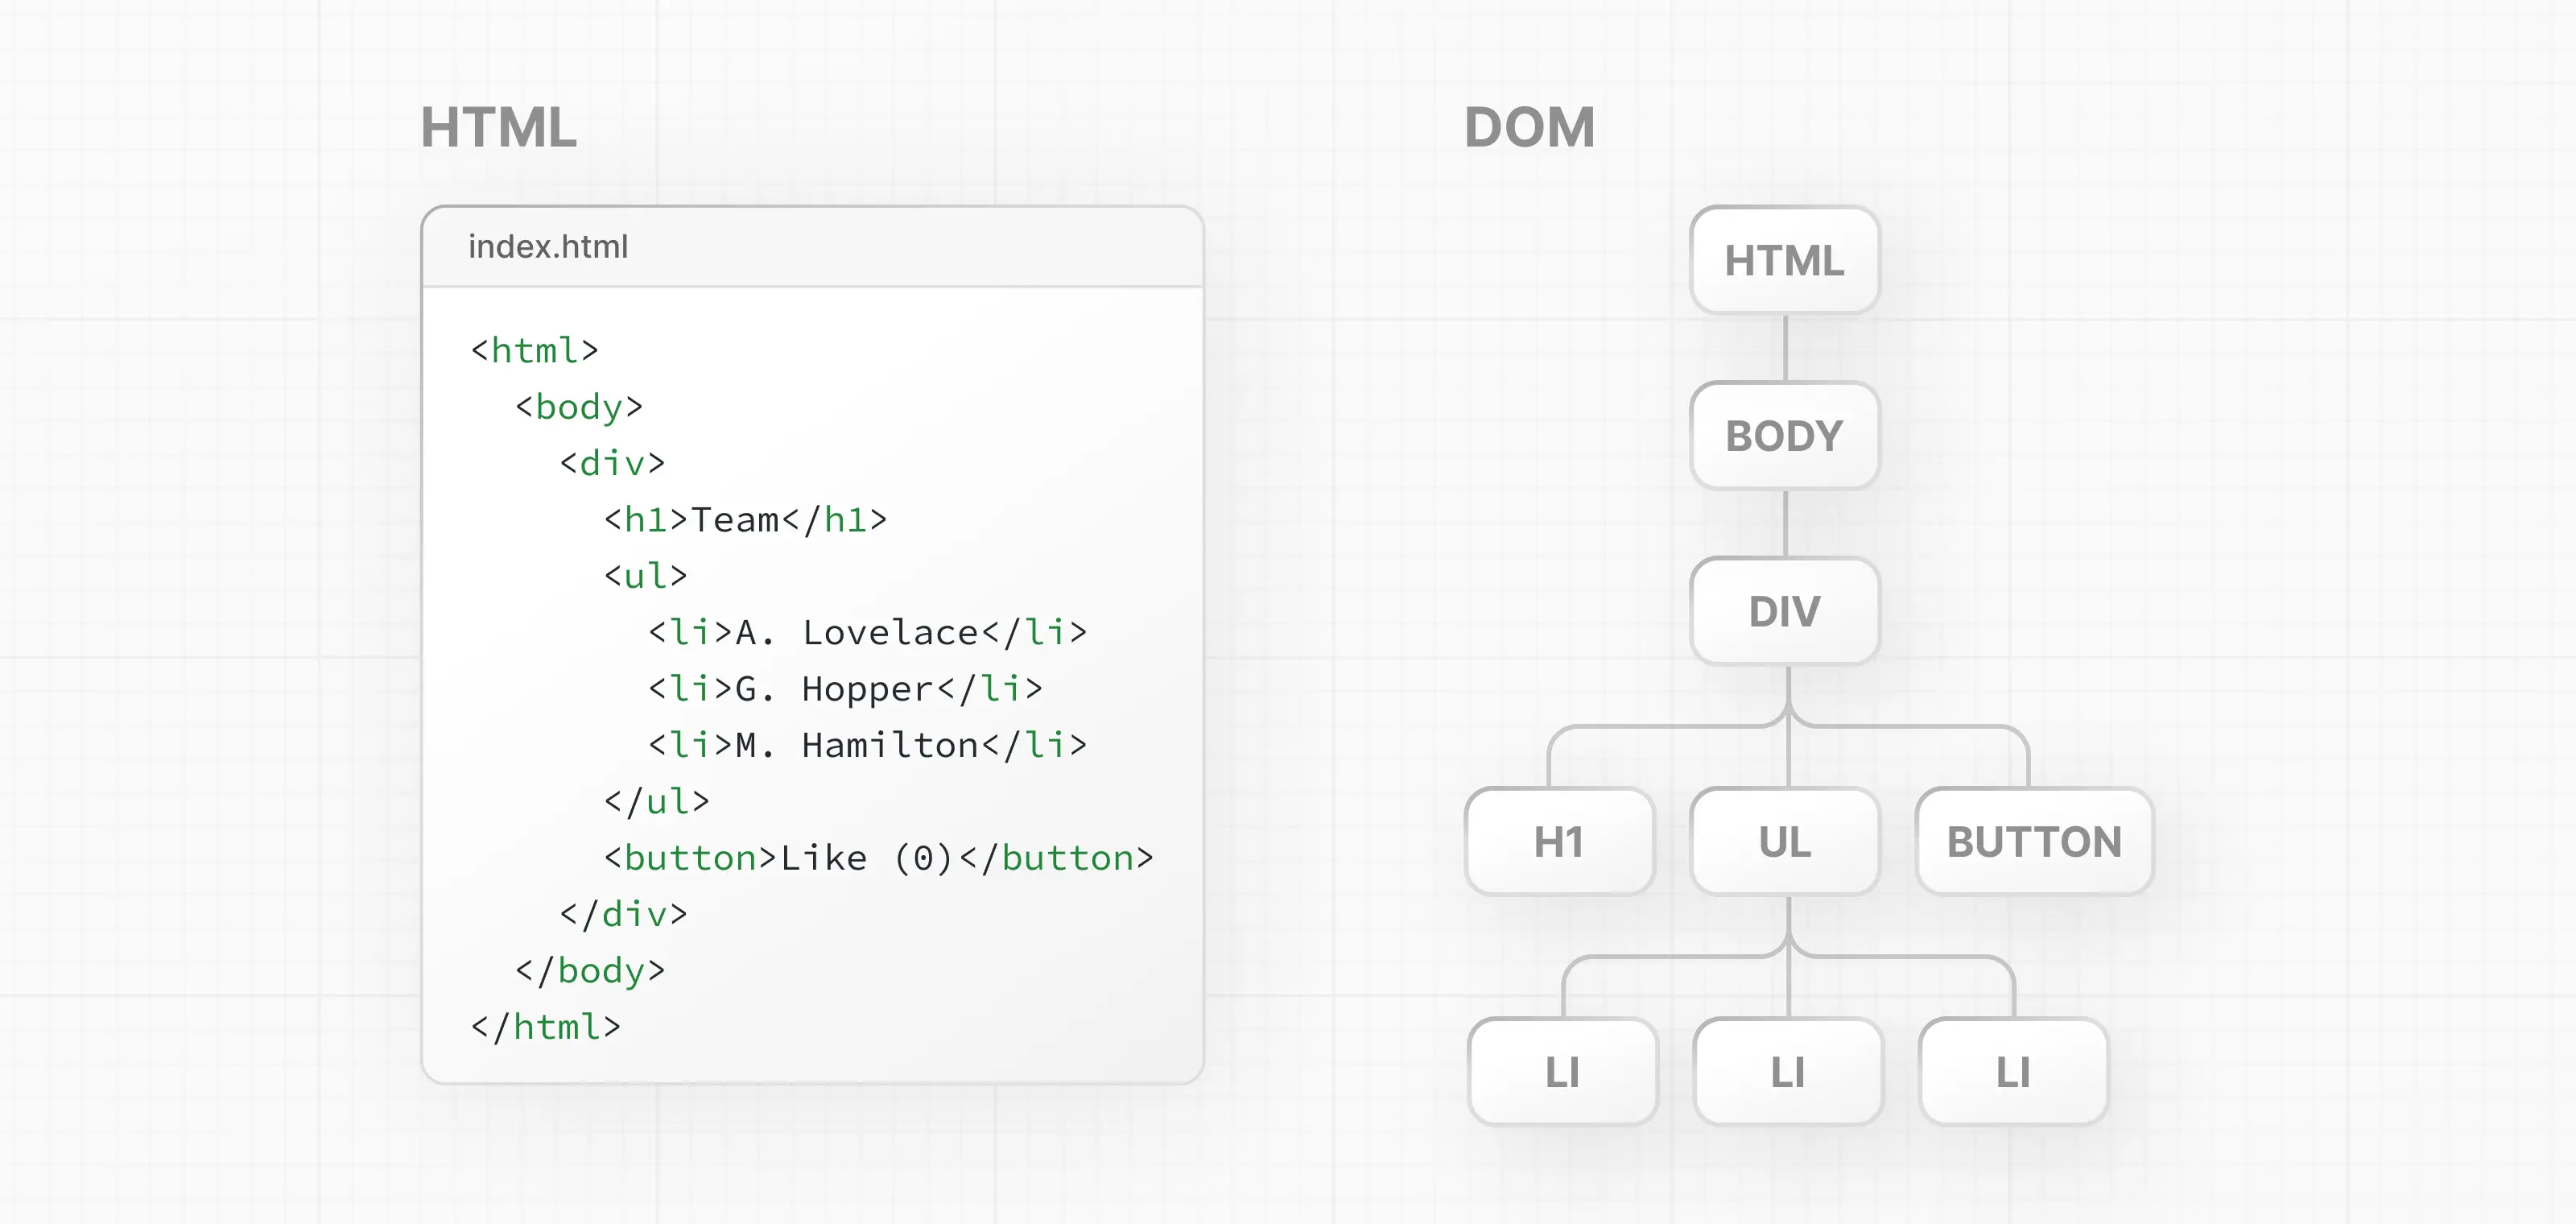 HTML
index.html
<html>
<body>
<div>
<h1>Team</h1>
<ul>
<li>A. Lovelace</li>
<li>G. Hopper</li>
<li>M. Hamilton</li>
</ul>
<button>Like (0)</button>
</div>
</body>
</html>
DOM
HTML
BODY
DIV
H1 UL BUTTON
LI LI LI